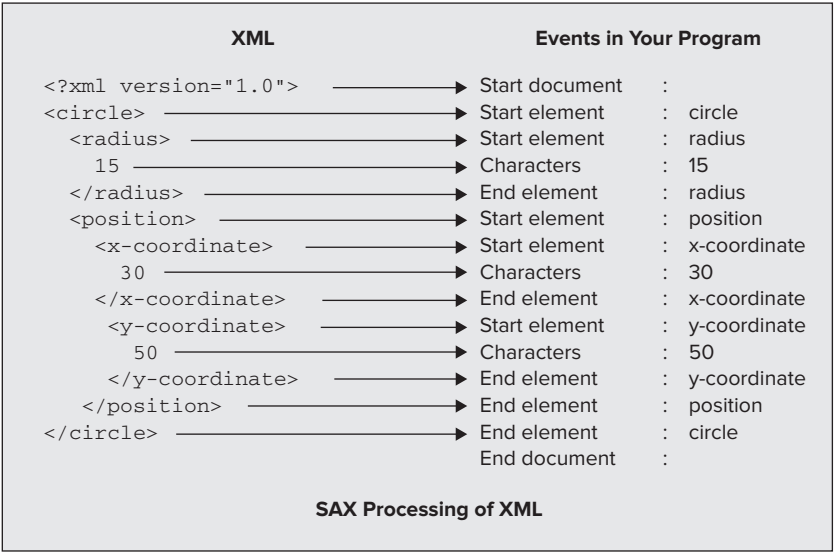 XML Events in Your Program
<?xml version="1.0"> Start document :
<circle> Start element : circle
<radius> Start element : radius
15 Characters : 15
</radius> End element : radius
<position> Start element : position
<x-coordinate> Start element : x-coordinate
30 Characters : 30
</x-coordinate> End element : x-coordinate
<y-coordinate> Start element : y-coordinate
50 Characters : 50
</y-coordinate> End element : y-coordinate
</position> End element : position
</circle> End element : circle
End document :
SAX Processing of XML